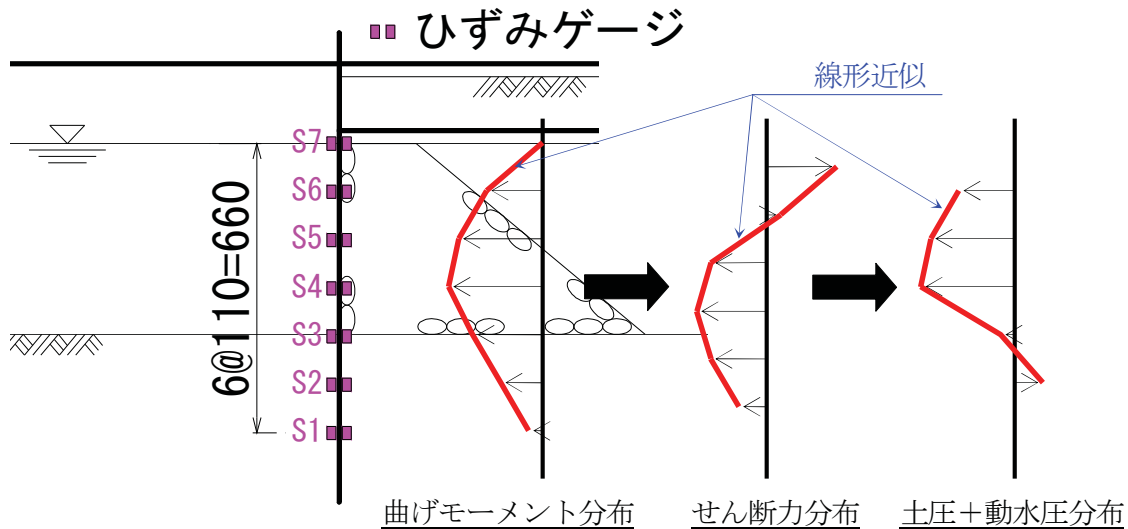 ひずみゲージ
線形近似
S7
S6
S5
S4
S3
S2
S1
6@110=660
曲げモーメント分布
せん断力分布
土圧＋動水圧分布